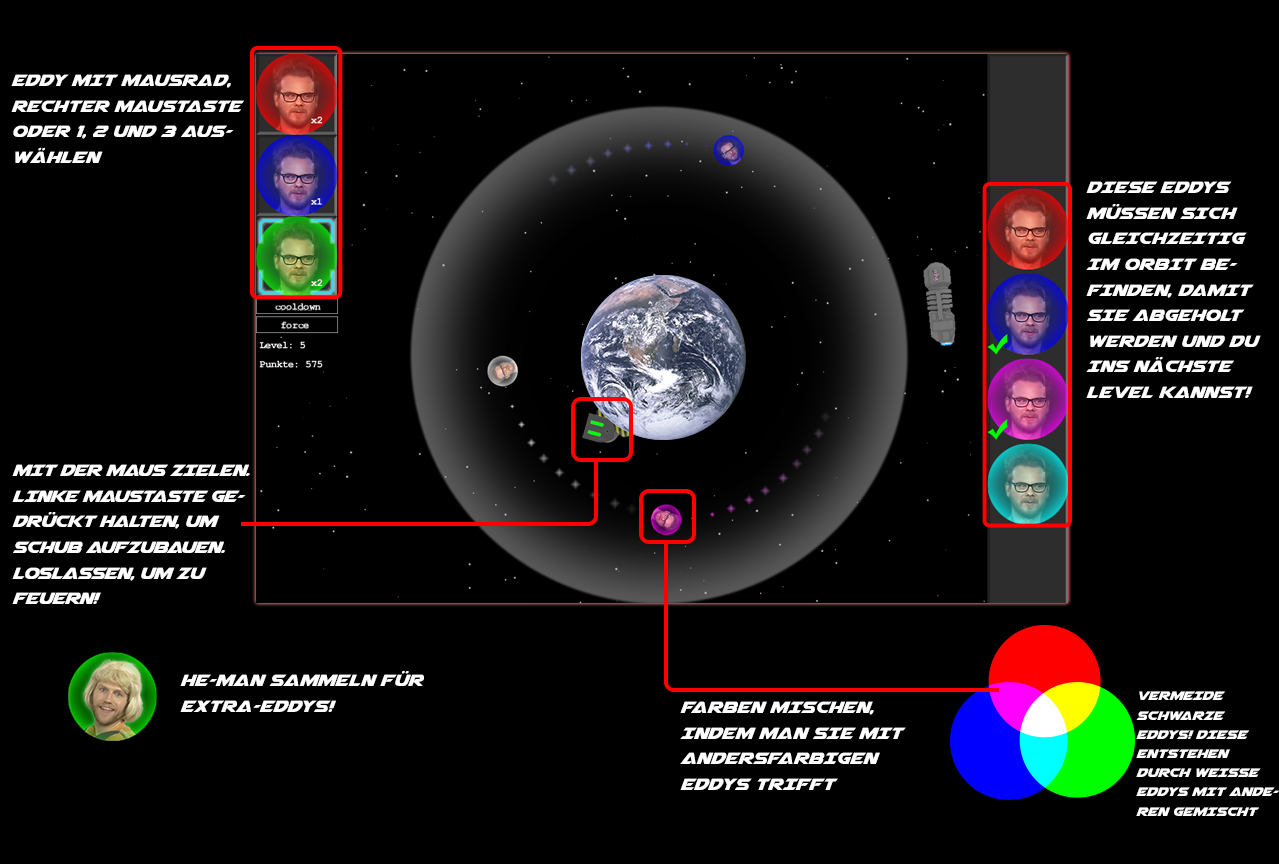 EDDY MIT MAUSRAD,
RECHTER MAUSTASTE
ODER 1, 2 UND 3 AUS-
WÄHLEN
x2
x1
x2
cooldown
force
Level: 5
Punkte: 575
DIESE EDDYS
MÜSSEN SICH
GLEICHZEITIG
IM ORBIT BE-
FINDEN, DAMIT
SIE ABGEHOLT
WERDEN UND DU
INS NÄCHSTE
LEVEL KANNST!
MIT DER MAUS ZIELEN.
LINKE MAUSTASTE GE-
DRÜCKT HALTEN, UM
SCHUB AUFZUBAUEN.
LOSLASSEN, UM ZU
FEUERN!
HE-MAN SAMMELN FÜR
EXTRA-EDDYS!
FARBEN MISCHEN,
INDEM MAN SIE MIT
ANDERSFARBIGEN
EDDYS TRIFFT
VERMEIDE
SCHWARZE
EDDYS! DIESE
ENTSTEHEN
DURCH WEISSE
EDDYS MIT ANDE-
REN GEMISCHT